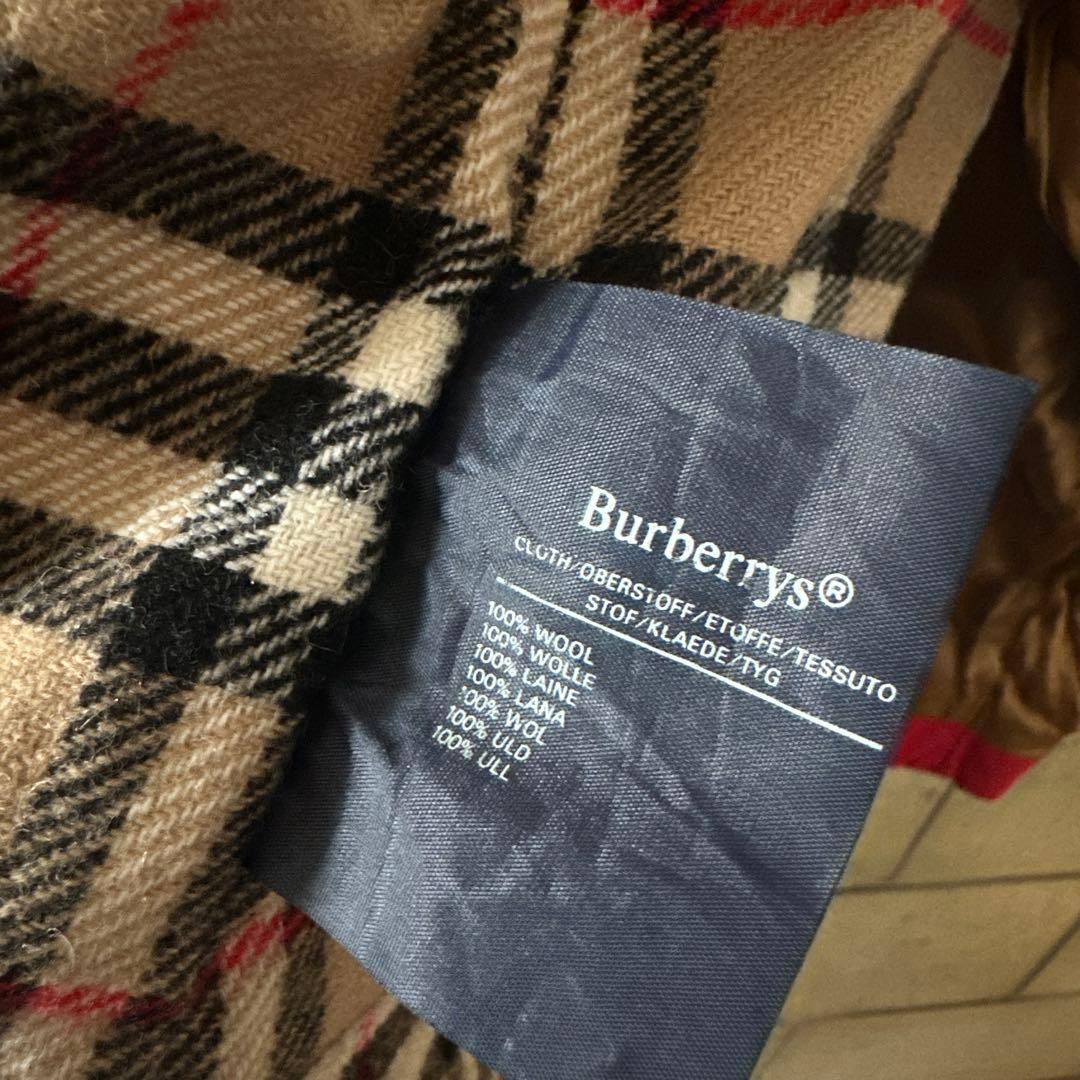 Burberrys®
CLOTH/OBERSTOFF/ETOFFE/TESSUTO
STOF/KLAEDE/TYG
100% WOOL
100% WOLLE
100% LAINE
100% LANA
100% WOL
100% ULD
100% ULL